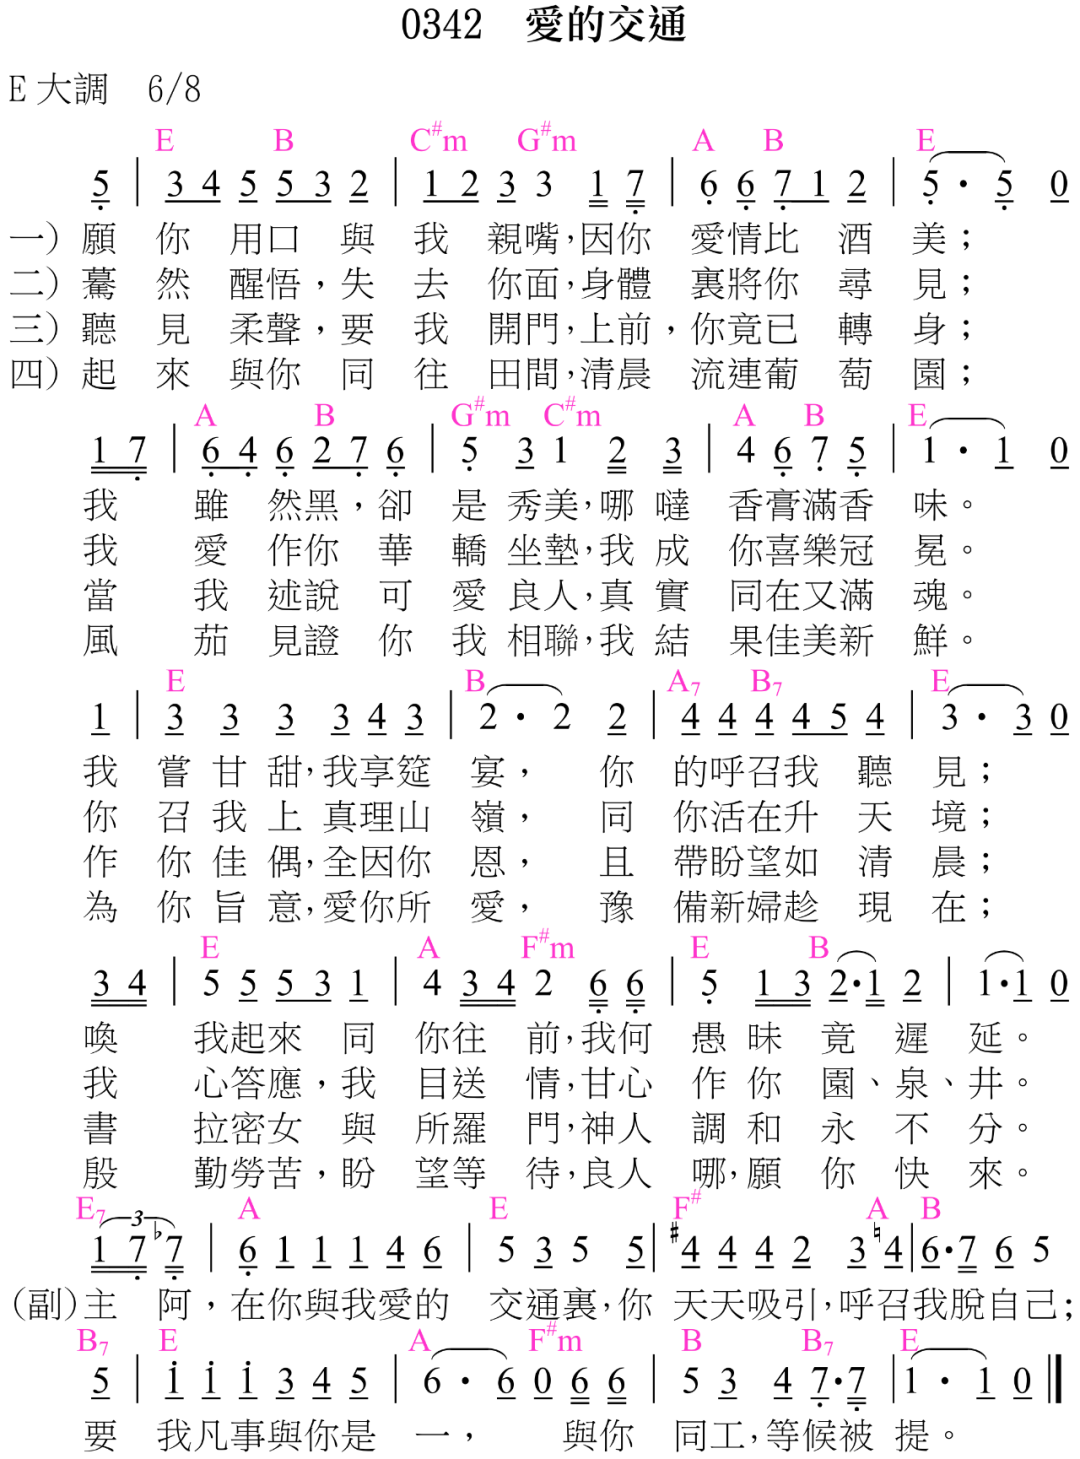 0342 愛的交通
E 大調 6/8
E B C#m G#m A B E
5 | 3 4 5 5 3 2 | 1 2 3 3 1 7 | 6 6 7 1 2 | 5 · 5 0
一) 願 你 用口 與 我 親嘴,因你 愛情比 酒 美；
二) 驀 然 醒悟，失 去 你面,身體 裏將你 尋 見；
三) 聽 見 柔聲，要 我 開門,上前，你竟已 轉 身；
四) 起 來 與你 同 往 田間,清晨 流連葡 萄 園；
A B G#m C#m A B E
1 7 | 6 4 6 2 7 6 | 5 3 1 2 3 | 4 6 7 5 | 1 · 1 0
我 雖 然黑，卻 是 秀美,哪 噠 香膏滿香 味。
我 愛 作你 華 轎 坐墊,我 成 你喜樂冠 冕。
當 我 述說 可 愛 良人,真 實 同在又滿 魂。
風 茄 見證 你 我 相聯,我 結 果佳美新 鮮。
E B A7 B7 E
1 | 3 3 3 3 4 3 | 2 · 2 2 | 4 4 4 4 5 4 | 3 · 3 0
我 嘗 甘 甜,我享筵 宴， 你 的呼召我 聽 見；
你 召 我 上 真理山 嶺， 同 你活在升 天 境；
作 你 佳 偶,全因你 恩， 且 帶盼望如 清 晨；
為 你 旨 意,愛你所 愛， 豫 備新婦趁 現 在；
E A F#m E B
3 4 | 5 5 5 3 1 | 4 3 4 2 6 6 | 5 1 3 2·1 2 | 1·1 0
喚 我起來 同 你往 前,我何 愚 昧 竟 遲 延。
我 心答應，我 目送 情,甘心 作 你 園、泉、井。
書 拉密女 與 所羅 門,神人 調 和 永 不 分。
殷 勤勞苦，盼 望等 待,良人 哪,願 你 快 來。
E7 A E F# A B
3
1 7 ♭7 | 6 1 1 1 4 6 | 5 3 5 5 | #4 4 4 2 3 ♮4 | 6·7 6 5
(副)主 阿，在你與我愛的 交通裏,你 天天吸引,呼召我脫自己;
B7 E A F#m B B7 E
5 | 1 1 1 3 4 5 | 6 · 6 0 6 6 | 5 3 4 7·7 | 1 · 1 0 ‖
要 我凡事與你是 一， 與你 同工,等候被 提。